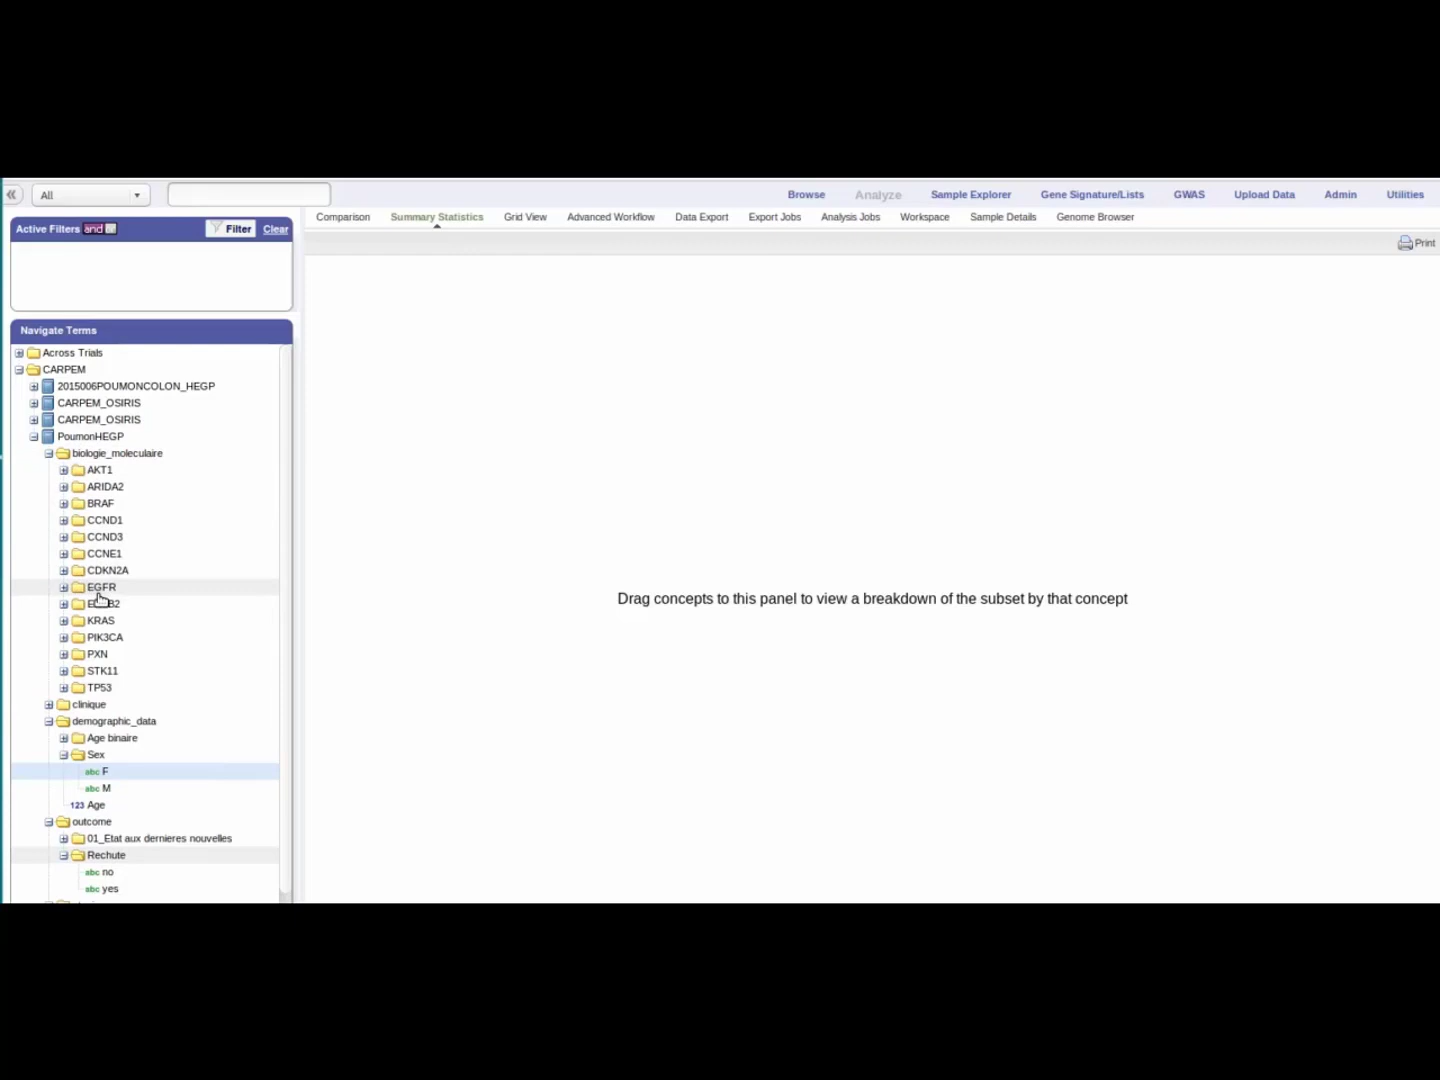 All
Browse Analyze Sample Explorer Gene Signature/Lists GWAS Upload Data Admin Utilities
Comparison Summary Statistics Grid View Advanced Workflow Data Export Export Jobs Analysis Jobs Workspace Sample Details Genome Browser
Active Filters and or Filter Clear
Print
Navigate Terms
Across Trials
CARPEM
2015006POUMONCOLON_HEGP
CARPEM_OSIRIS
CARPEM_OSIRIS
PoumonHEGP
biologie_moleculaire
AKT1
ARIDA2
BRAF
CCND1
CCND3
CCNE1
CDKN2A
EGFR
KRAS
PIK3CA
PXN
STK11
TP53
clinique
demographic_data
Age binaire
Sex
abc F
abc M
123 Age
outcome
01_Etat aux dernieres nouvelles
Rechute
abc no
abc yes
Drag concepts to this panel to view a breakdown of the subset by that concept